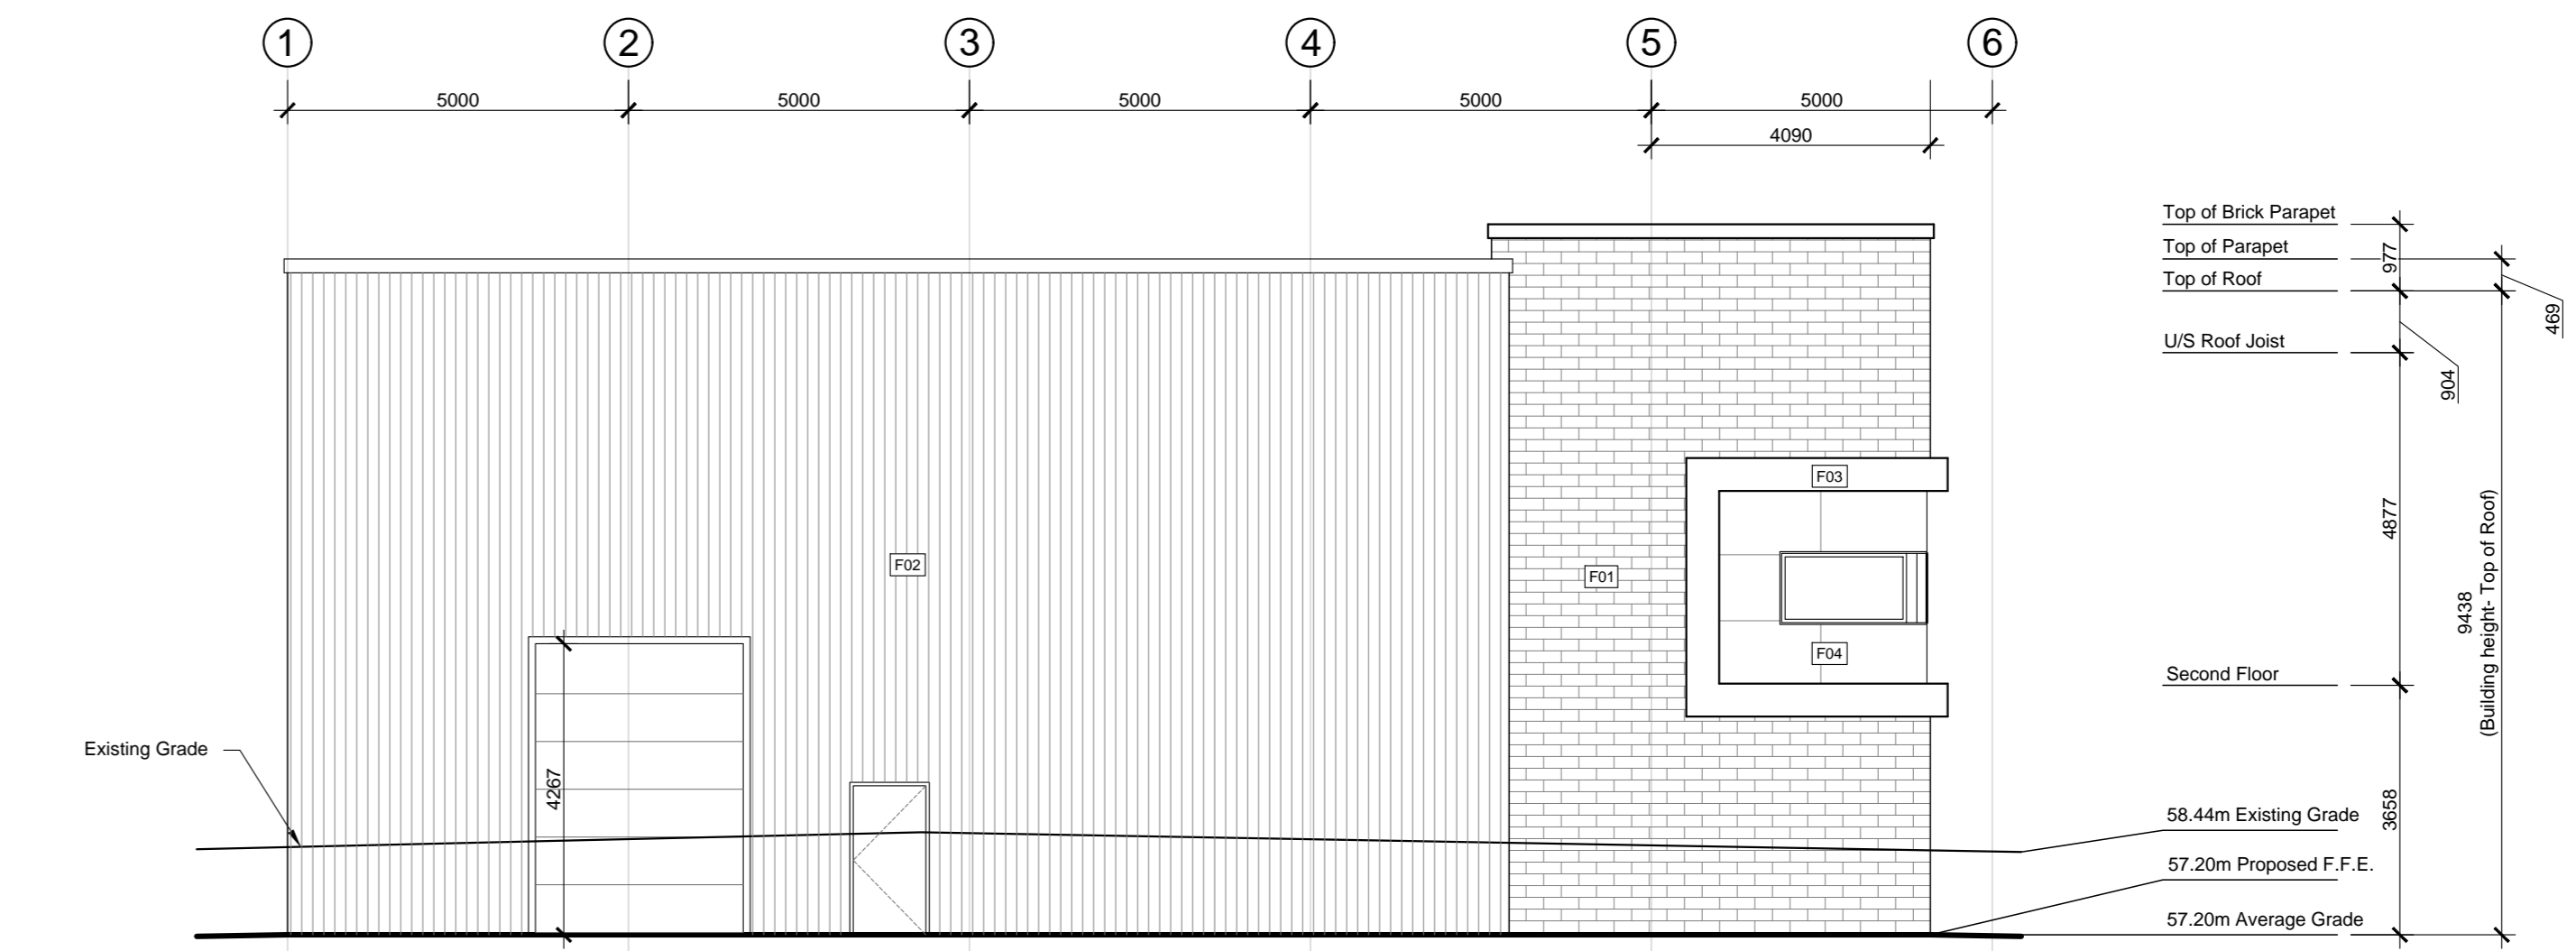 1 2 3 4 5 6
5000 5000 5000 5000 5000
4090
Top of Brick Parapet
Top of Parapet
977
Top of Roof
469
U/S Roof Joist
904
F03
4877
F02
F01
9438
(Building height- Top of Roof)
F04
Second Floor
Existing Grade
4267
3658
58.44m Existing Grade
57.20m Proposed F.F.E.
57.20m Average Grade